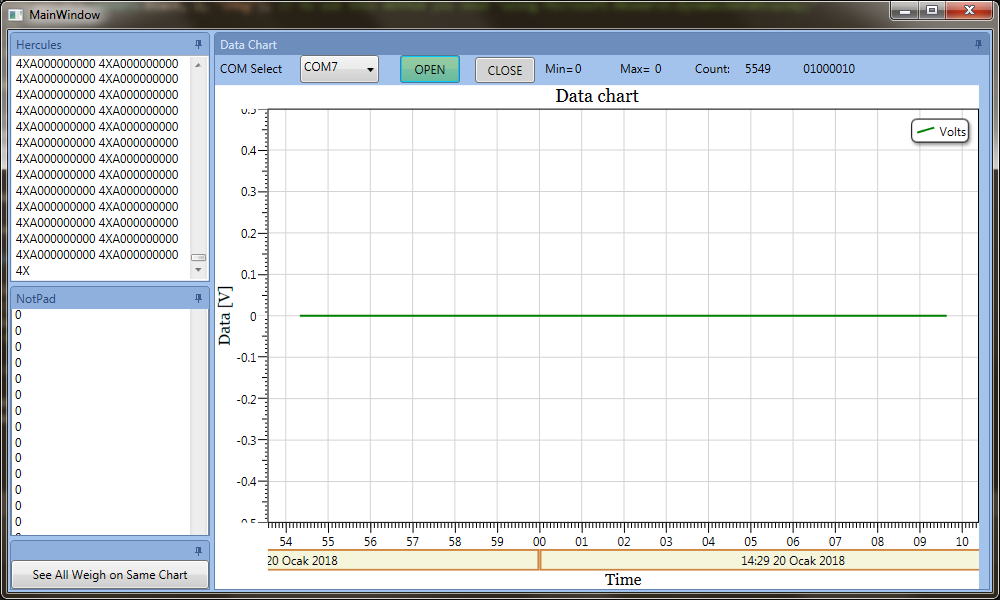 MainWindow
Hercules
4XA000000000 4XA000000000
4XA000000000 4XA000000000
4XA000000000 4XA000000000
4XA000000000 4XA000000000
4XA000000000 4XA000000000
4XA000000000 4XA000000000
4XA000000000 4XA000000000
4XA000000000 4XA000000000
4XA000000000 4XA000000000
4XA000000000 4XA000000000
4XA000000000 4XA000000000
4XA000000000 4XA000000000
4XA000000000 4XA000000000
4X
NotPad
0
0
0
0
0
0
0
0
0
0
0
0
0
0
See All Weigh on Same Chart
Data Chart
COM Select COM7 OPEN CLOSE Min= 0 Max= 0 Count: 5549 01000010
Data chart
Volts
0.5
0.4
0.3
0.2
0.1
0
-0.1
-0.2
-0.3
-0.4
-0.5
Data [V]
54 55 56 57 58 59 00 01 02 03 04 05 06 07 08 09 10
20 Ocak 2018 14:29 20 Ocak 2018
Time